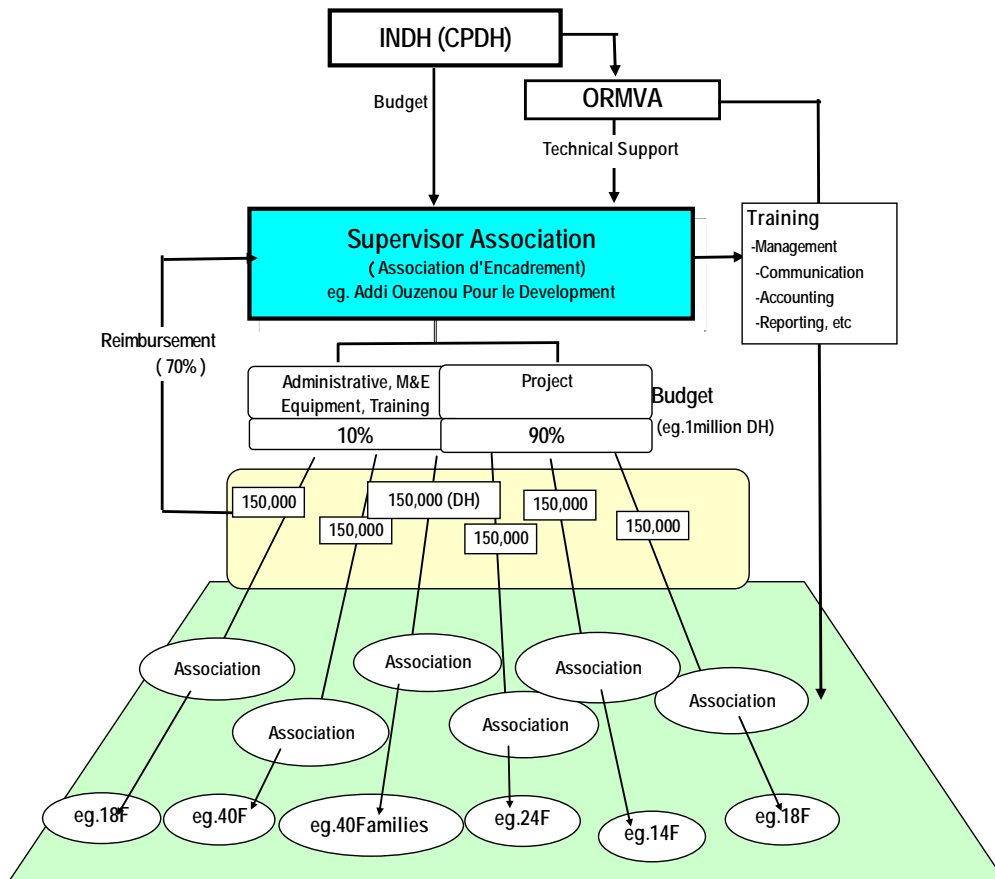 INDH (CPDH)
ORMVA
Budget
Technical Support
Supervisor Association
( Association d'Encadrement)
eg. Addi Ouzenou Pour le Development
Training
-Management
-Communication
-Accounting
-Reporting, etc
Reimbursement
( 70%)
Administrative, M&E
Equipment, Training
10%
Project
90%
Budget
(eg.1million DH)
150,000
150,000
150,000 (DH)
150,000
150,000
150,000
Association
Association
Association
Association
Association
Association
eg.18F
eg.40F
eg.40Families
eg.24F
eg.14F
eg.18F